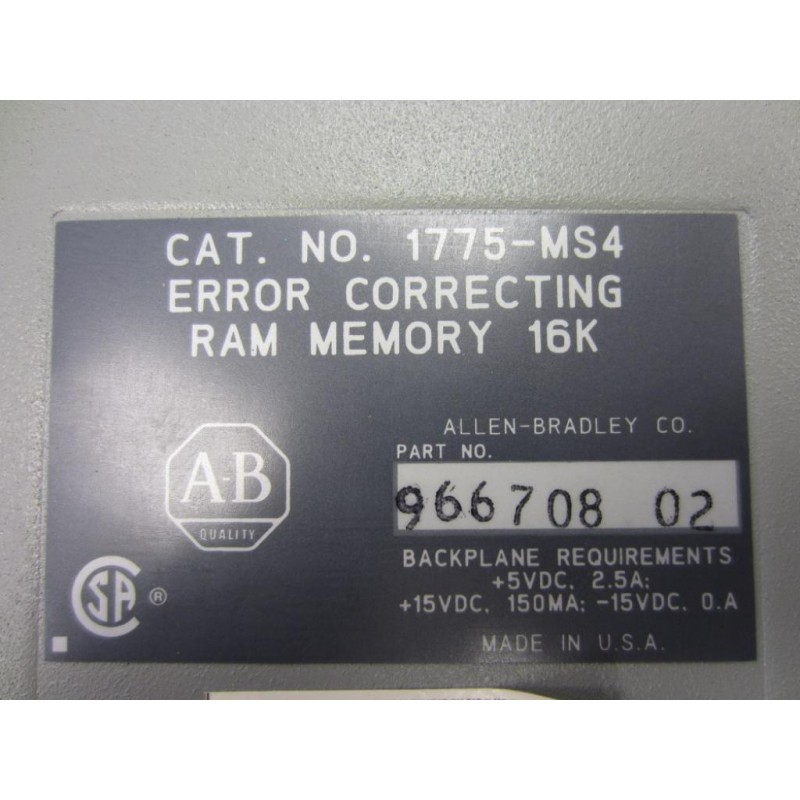 CAT. NO. 1775-MS4
ERROR CORRECTING
RAM MEMORY 16K
ALLEN-BRADLEY CO.
PART NO.
966708 02
A-B
QUALITY
BACKPLANE REQUIREMENTS
+5VDC, 2.5A;
+15VDC, 150MA; -15VDC, 0.A
CSA ®
MADE IN U.S.A.